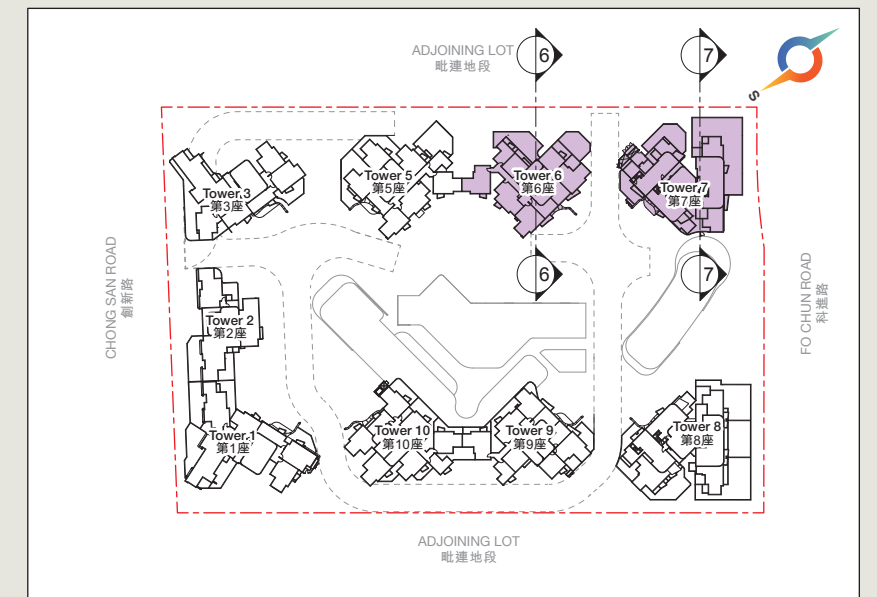 ADJOINING LOT
毗連地段
6
7
S
Tower 3
第3座
Tower 5
第5座
Tower 6
第6座
Tower 7
第7座
6
7
CHONG SAN ROAD
創新路
FO CHUN ROAD
科進路
Tower 2
第2座
Tower 1
第1座
Tower 10
第10座
Tower 9
第9座
Tower 8
第8座
ADJOINING LOT
毗連地段